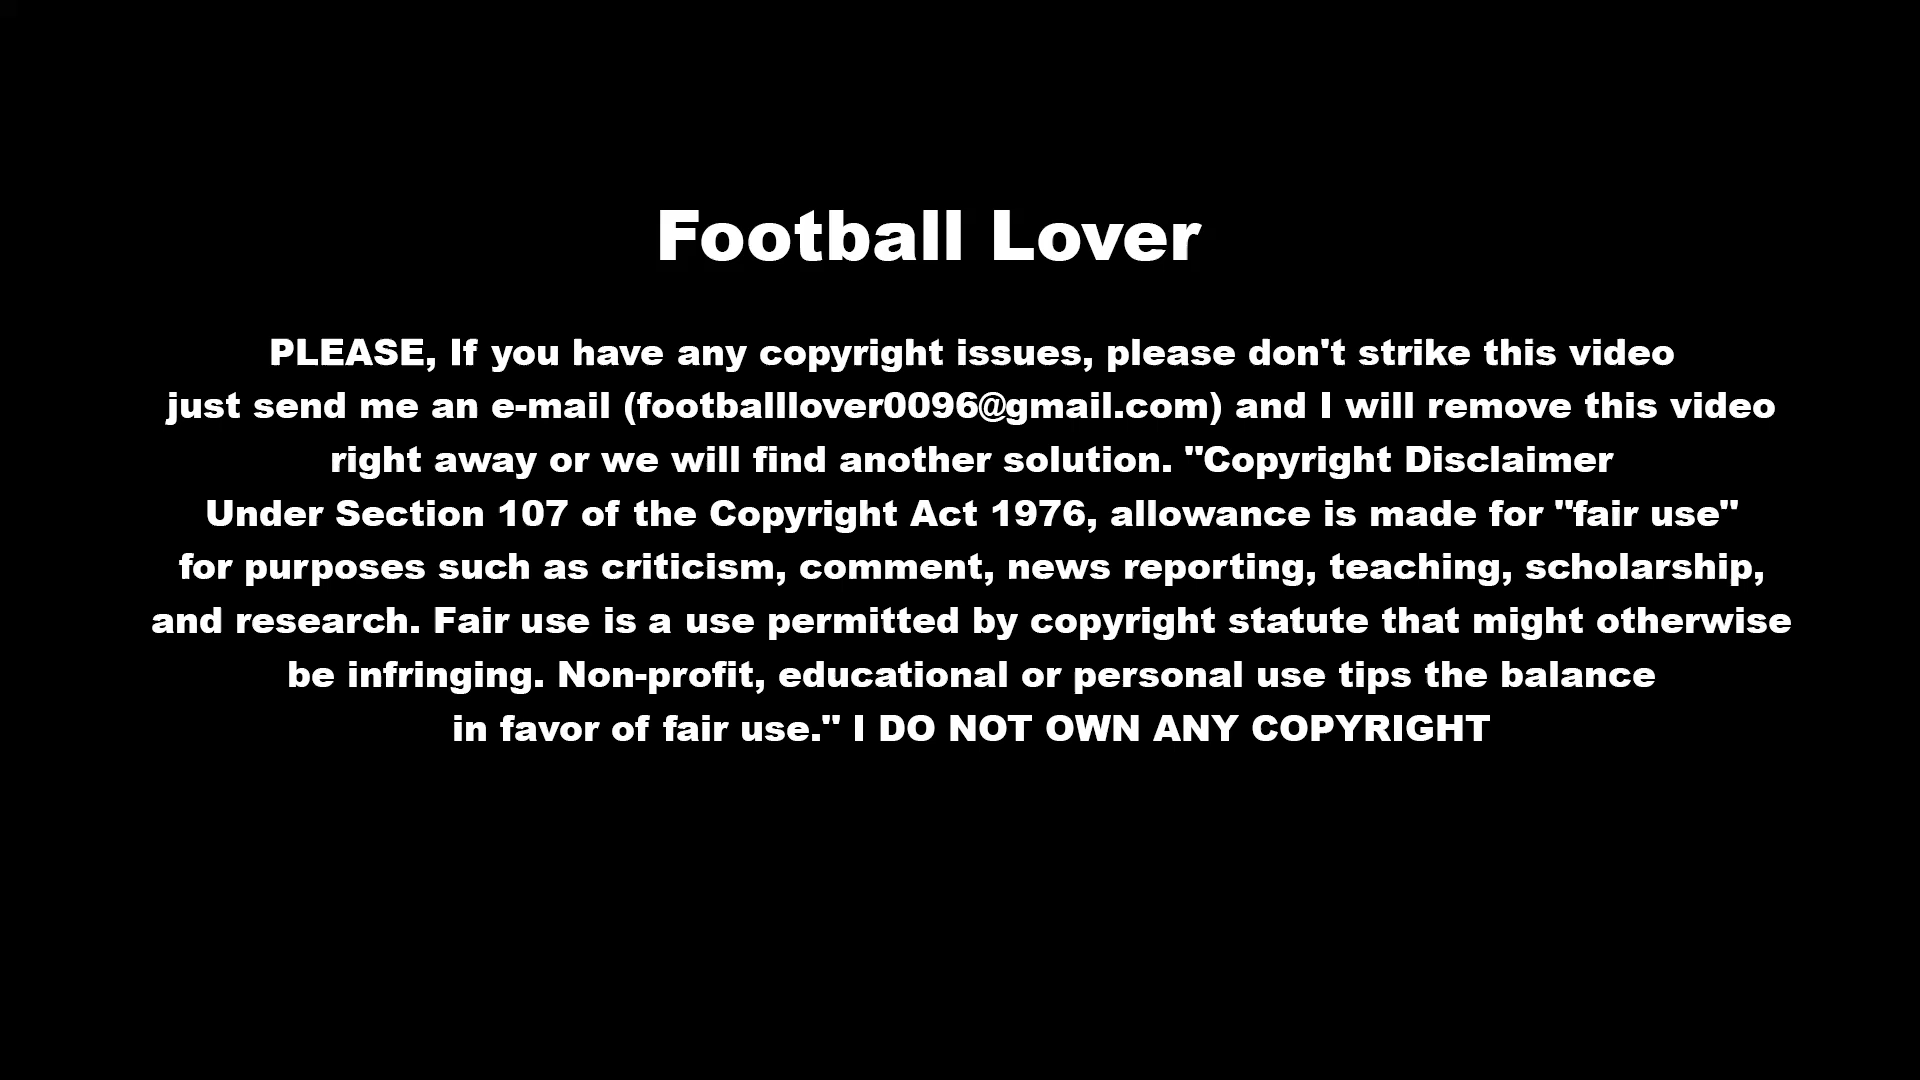 Football Lover
PLEASE, If you have any copyright issues, please don't strike this video
just send me an e-mail (footballlover0096@gmail.com) and I will remove this video
right away or we will find another solution. "Copyright Disclaimer
Under Section 107 of the Copyright Act 1976, allowance is made for "fair use"
for purposes such as criticism, comment, news reporting, teaching, scholarship,
and research. Fair use is a use permitted by copyright statute that might otherwise
be infringing. Non-profit, educational or personal use tips the balance
in favor of fair use." I DO NOT OWN ANY COPYRIGHT